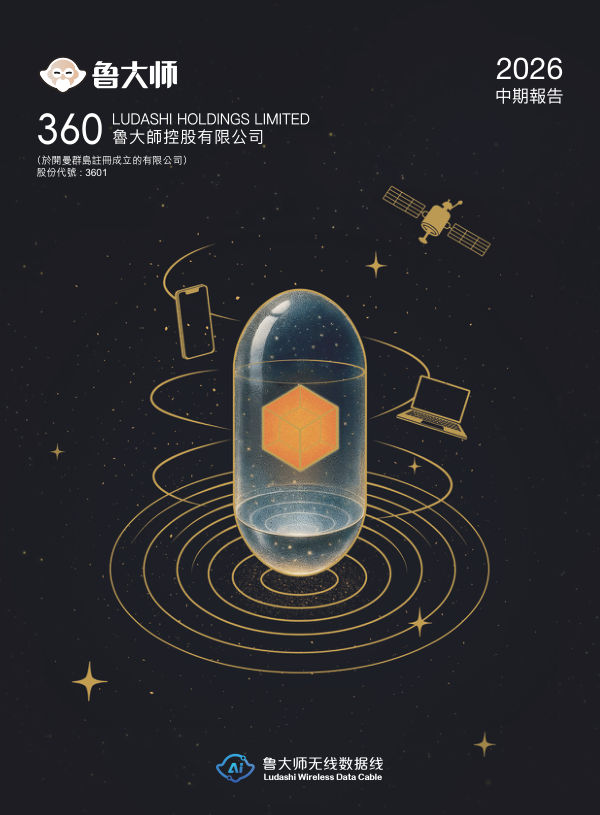 鲁大师
2026
中期報告
360 LUDASHI HOLDINGS LIMITED
魯大師控股有限公司
（於開曼群島註冊成立的有限公司）
股份代號：3601
Ai 鲁大师无线数据线
Ludashi Wireless Data Cable